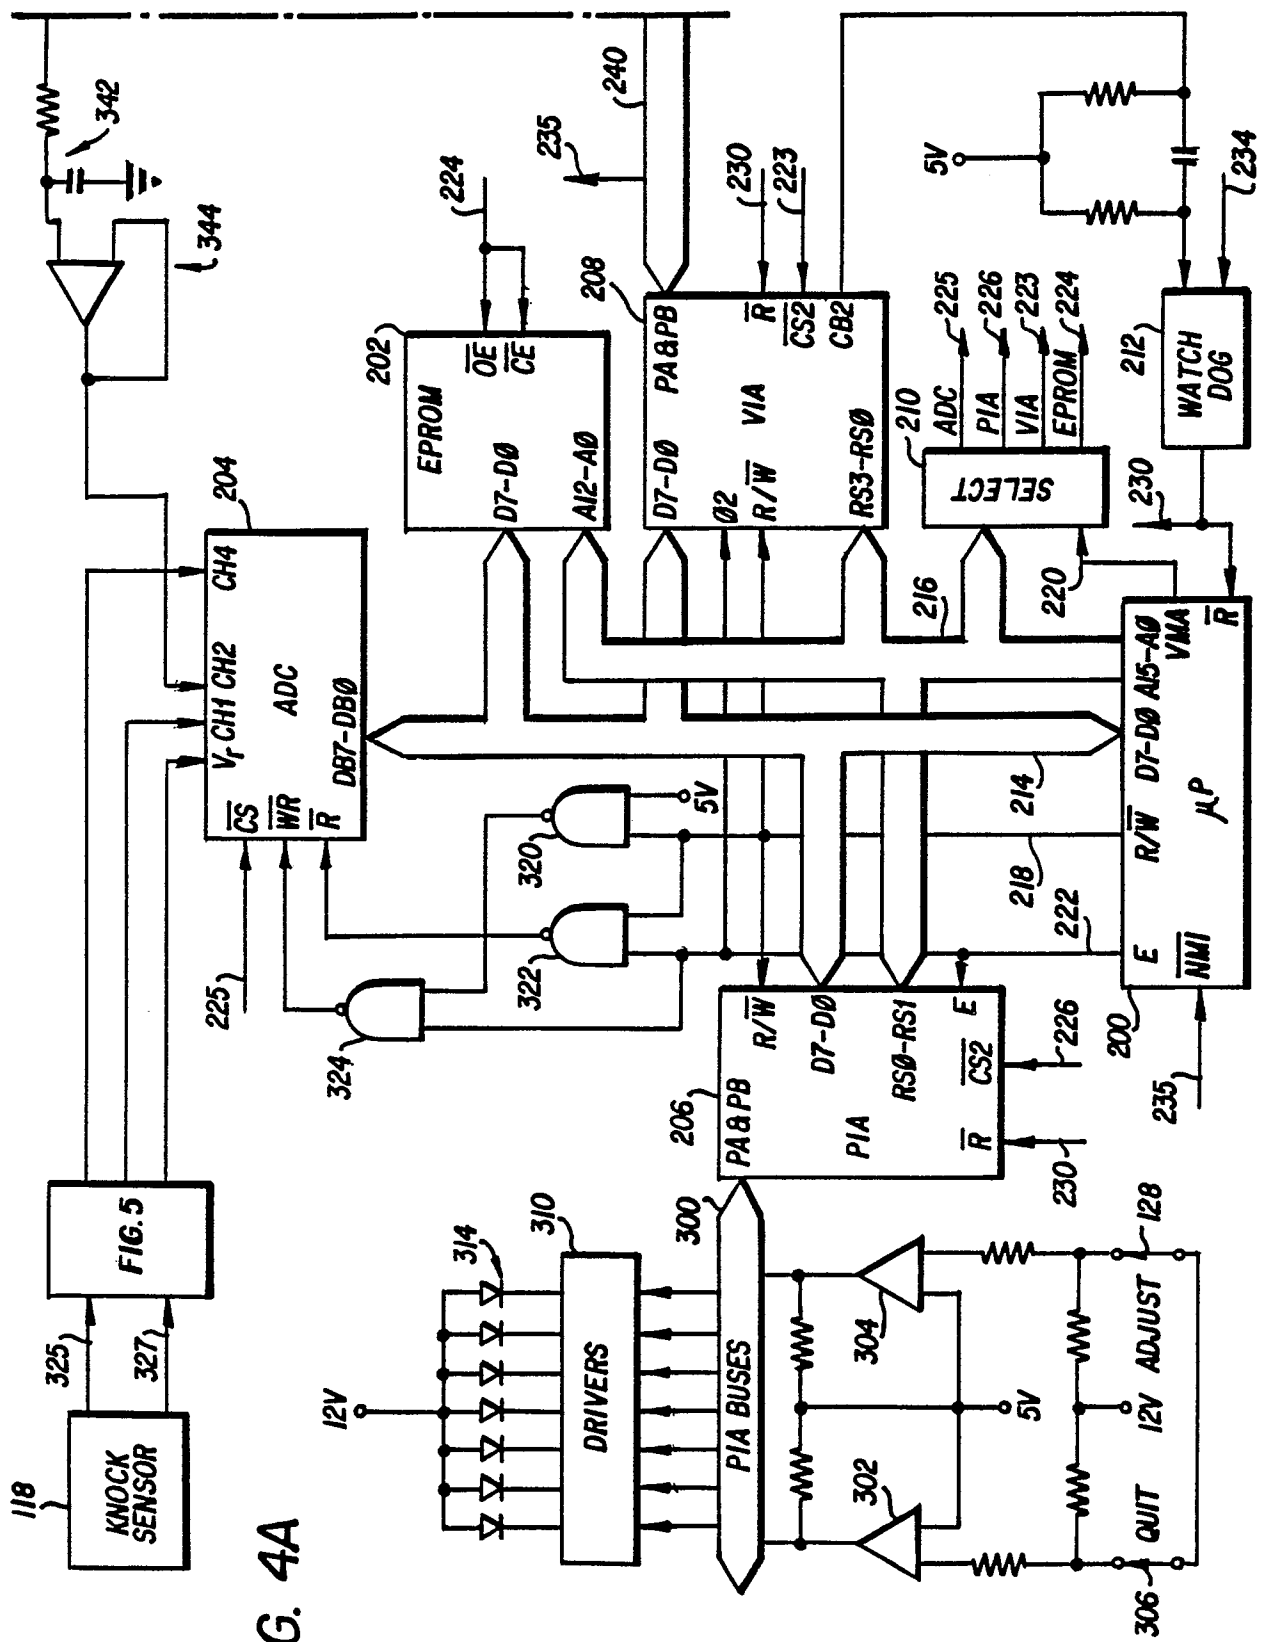 G. 4A
118
KNOCK
SENSOR
325
327
FIG. 5
342
344
204
CH4
CH2
CH1
Vr
ADC
CS
WR
R
DB7-DB0
225
324
322
320
5V
202
EPROM
OE
CE
D7-DØ
A12-AØ
224
240
235
208
PA&PB
D7-DØ
VIA
R
CS2
CB2
Ø2
R/W
RS3-RSØ
230
223
5V
234
212
WATCH
DOG
210
SELECT
ADC
PIA
VIA
EPROM
225
226
223
224
230
220
216
214
218
222
200
µP
E
NMI
R/W
D7-DØ
A15-AØ
VMA
R
235
206
PA&PB
PIA
R/W
D7-DØ
RSØ-RS1
E
CS2
R
226
230
300
PIA BUSES
310
DRIVERS
314
12V
302
304
5V
12V
QUIT
ADJUST
306
128